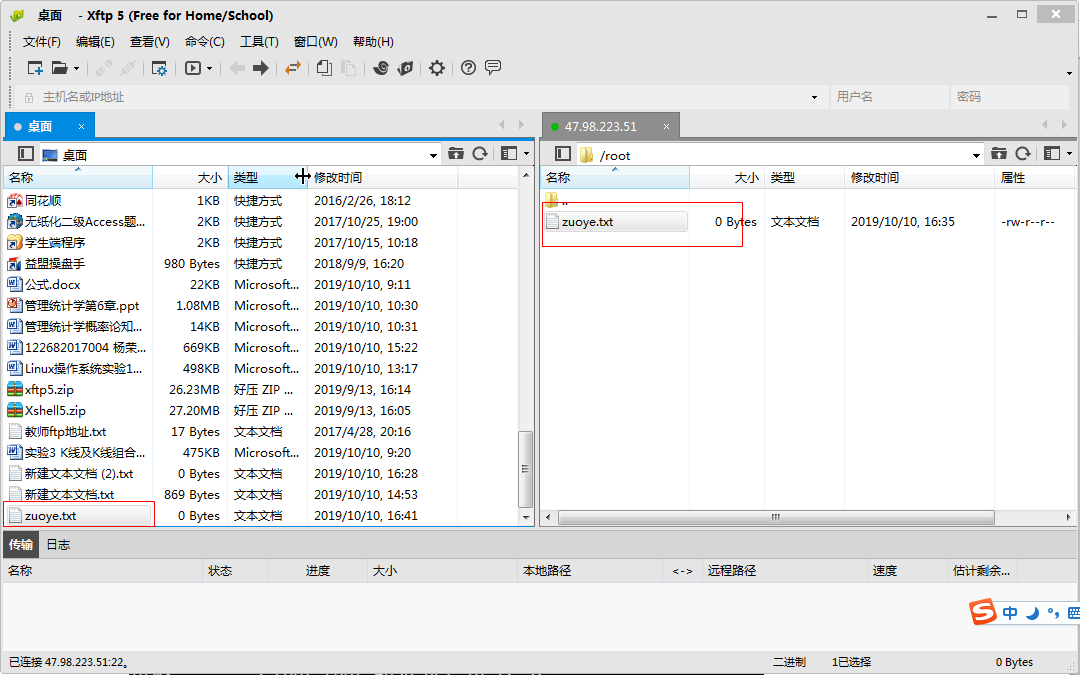 桌面 - Xftp 5 (Free for Home/School)
文件(F) 编辑(E) 查看(V) 命令(C) 工具(T) 窗口(W) 帮助(H)
主机名或IP地址 用户名 密码
桌面 × 47.98.223.51 ×
桌面 /root
名称 大小 类型 修改时间 名称 大小 类型 修改时间 属性
同花顺 1KB 快捷方式 2016/2/26, 18:12 ..
无纸化二级Access题... 2KB 快捷方式 2017/10/25, 19:00 zuoye.txt 0 Bytes 文本文档 2019/10/10, 16:35 -rw-r--r--
学生端程序 2KB 快捷方式 2017/10/15, 10:18
益盟操盘手 980 Bytes 快捷方式 2018/9/9, 16:20
公式.docx 22KB Microsoft... 2019/10/10, 9:11
管理统计学第6章.ppt 1.08MB Microsoft... 2019/10/10, 10:30
管理统计学概率论知... 14KB Microsoft... 2019/10/10, 10:31
122682017004 杨荣... 669KB Microsoft... 2019/10/10, 15:22
Linux操作系统实验1... 498KB Microsoft... 2019/10/10, 13:17
xftp5.zip 26.23MB 好压 ZIP ... 2019/9/13, 16:14
Xshell5.zip 27.20MB 好压 ZIP ... 2019/9/13, 16:05
教师ftp地址.txt 17 Bytes 文本文档 2017/4/28, 20:16
实验3 K线及K线组合... 475KB Microsoft... 2019/10/10, 9:20
新建文本文档 (2).txt 0 Bytes 文本文档 2019/10/10, 16:28
新建文本文档.txt 869 Bytes 文本文档 2019/10/10, 14:53
zuoye.txt 0 Bytes 文本文档 2019/10/10, 16:41
传输 日志
名称 状态 进度 大小 本地路径 <-> 远程路径 速度 估计剩余...
S 中
已连接 47.98.223.51:22。 二进制 1已选择 0 Bytes